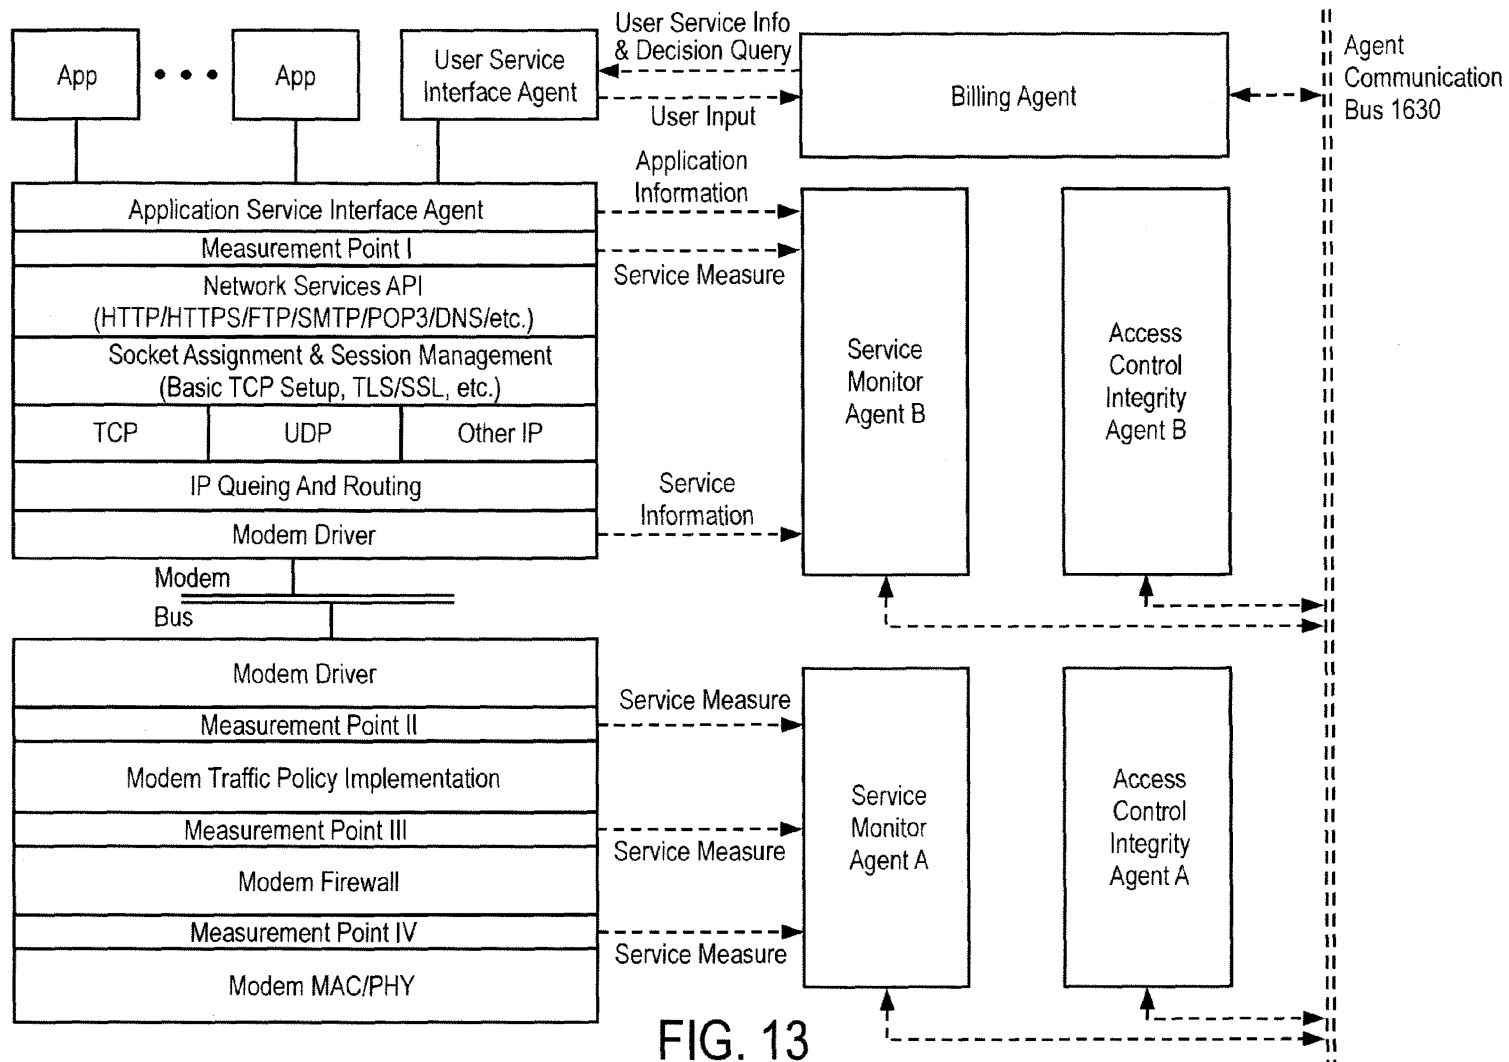 App
• • •
App
User Service
Interface Agent
User Service Info
& Decision Query
User Input
Billing Agent
Agent
Communication
Bus 1630
Application Service Interface Agent
Application
Information
Measurement Point I
Service Measure
Network Services API
(HTTP/HTTPS/FTP/SMTP/POP3/DNS/etc.)
Socket Assignment & Session Management
(Basic TCP Setup, TLS/SSL, etc.)
TCP
UDP
Other IP
IP Queing And Routing
Modem Driver
Service
Information
Service
Monitor
Agent B
Access
Control
Integrity
Agent B
Modem
Bus
Modem Driver
Measurement Point II
Service Measure
Modem Traffic Policy Implementation
Measurement Point III
Service Measure
Modem Firewall
Measurement Point IV
Service Measure
Modem MAC/PHY
Service
Monitor
Agent A
Access
Control
Integrity
Agent A
FIG. 13